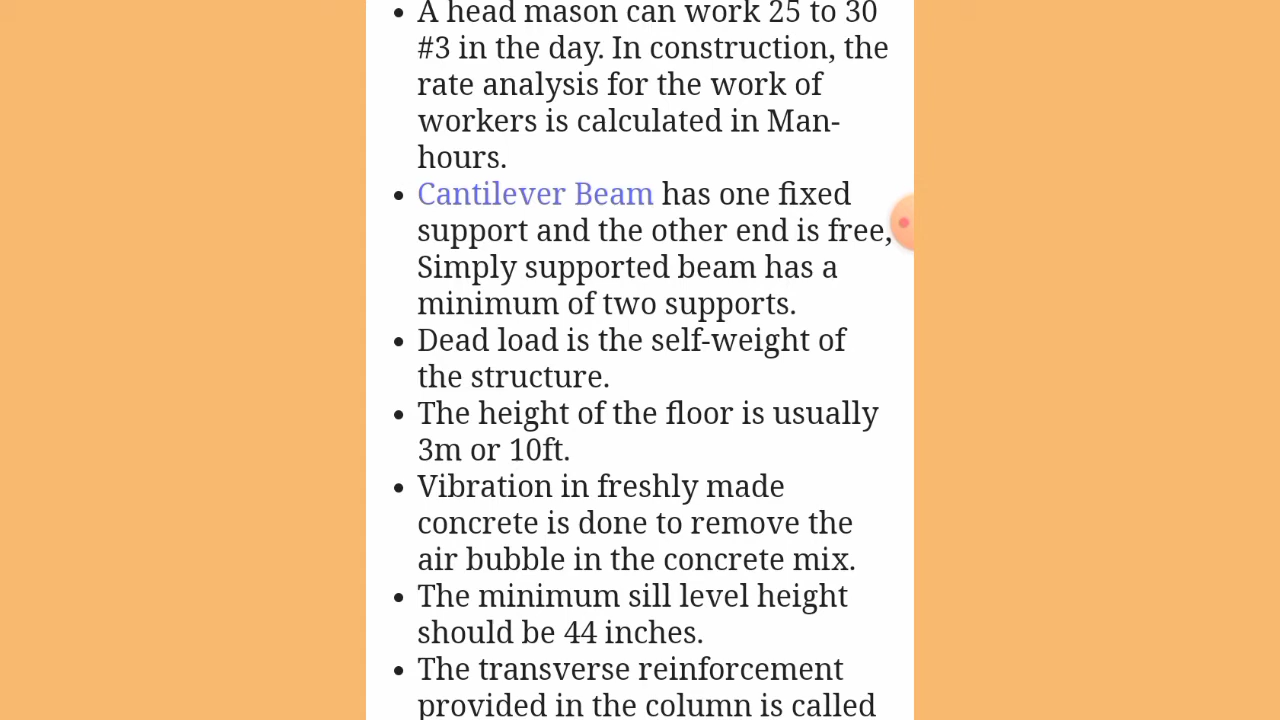 • A head mason can work 25 to 30
#3 in the day. In construction, the
rate analysis for the work of
workers is calculated in Man-
hours.
• Cantilever Beam has one fixed
support and the other end is free,
Simply supported beam has a
minimum of two supports.
• Dead load is the self-weight of
the structure.
• The height of the floor is usually
3m or 10ft.
• Vibration in freshly made
concrete is done to remove the
air bubble in the concrete mix.
• The minimum sill level height
should be 44 inches.
• The transverse reinforcement
provided in the column is called